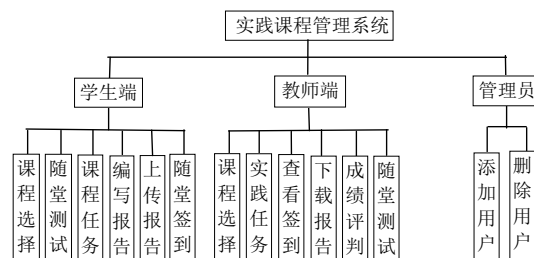 实践课程管理系统
学生端
教师端
管理员
课程选择
随堂测试
课程任务
编写报告
上传报告
随堂签到
课程选择
实践任务
查看签到
下载报告
成绩评判
随堂测试
添加用户
删除用户